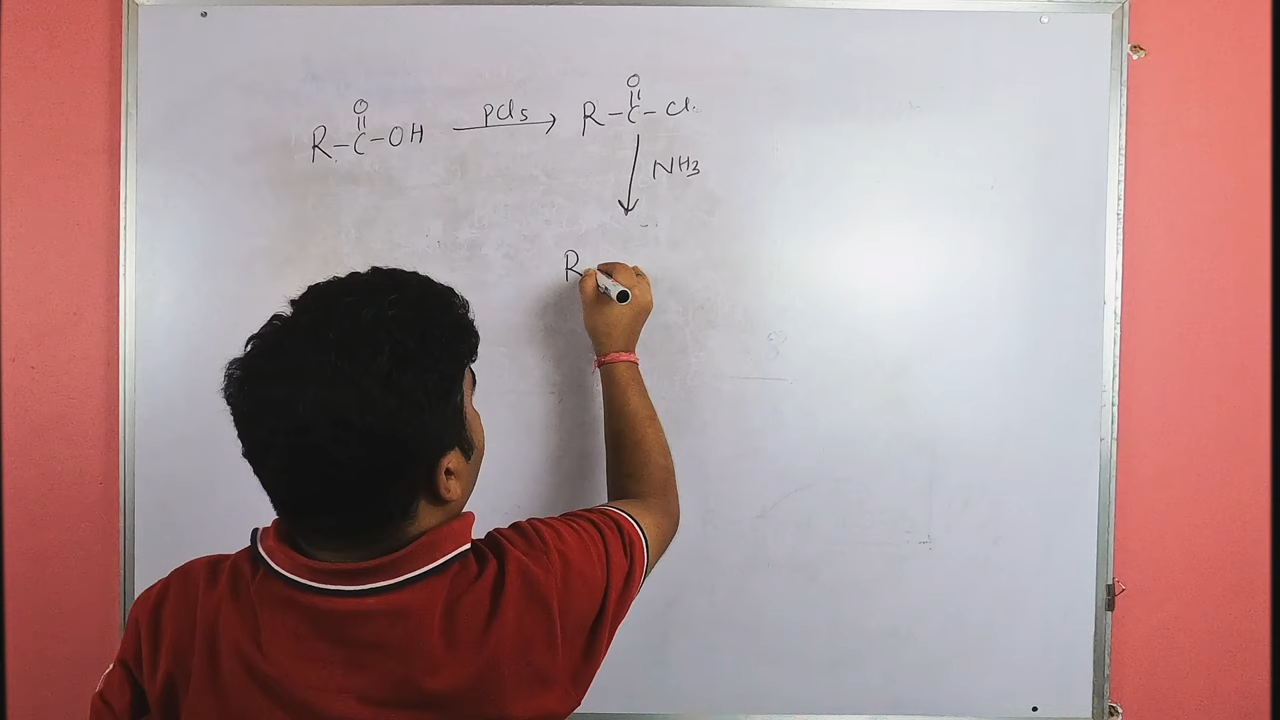 O
||
R-C-OH
PCl5
O
||
R-C-Cl.
NH3
R